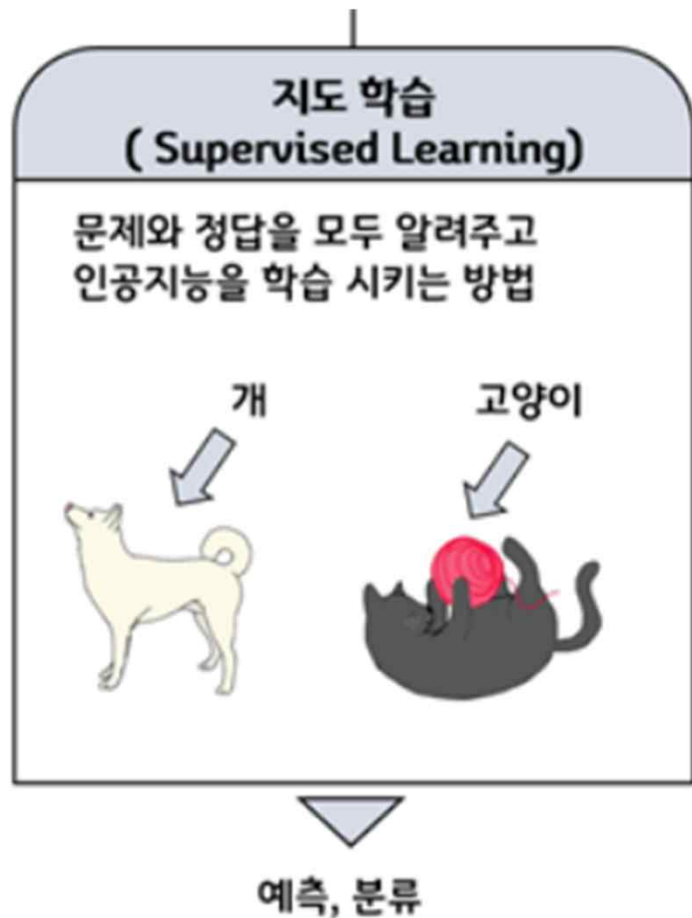 지도 학습
( Supervised Learning)
문제와 정답을 모두 알려주고
인공지능을 학습 시키는 방법
개
고양이
예측, 분류